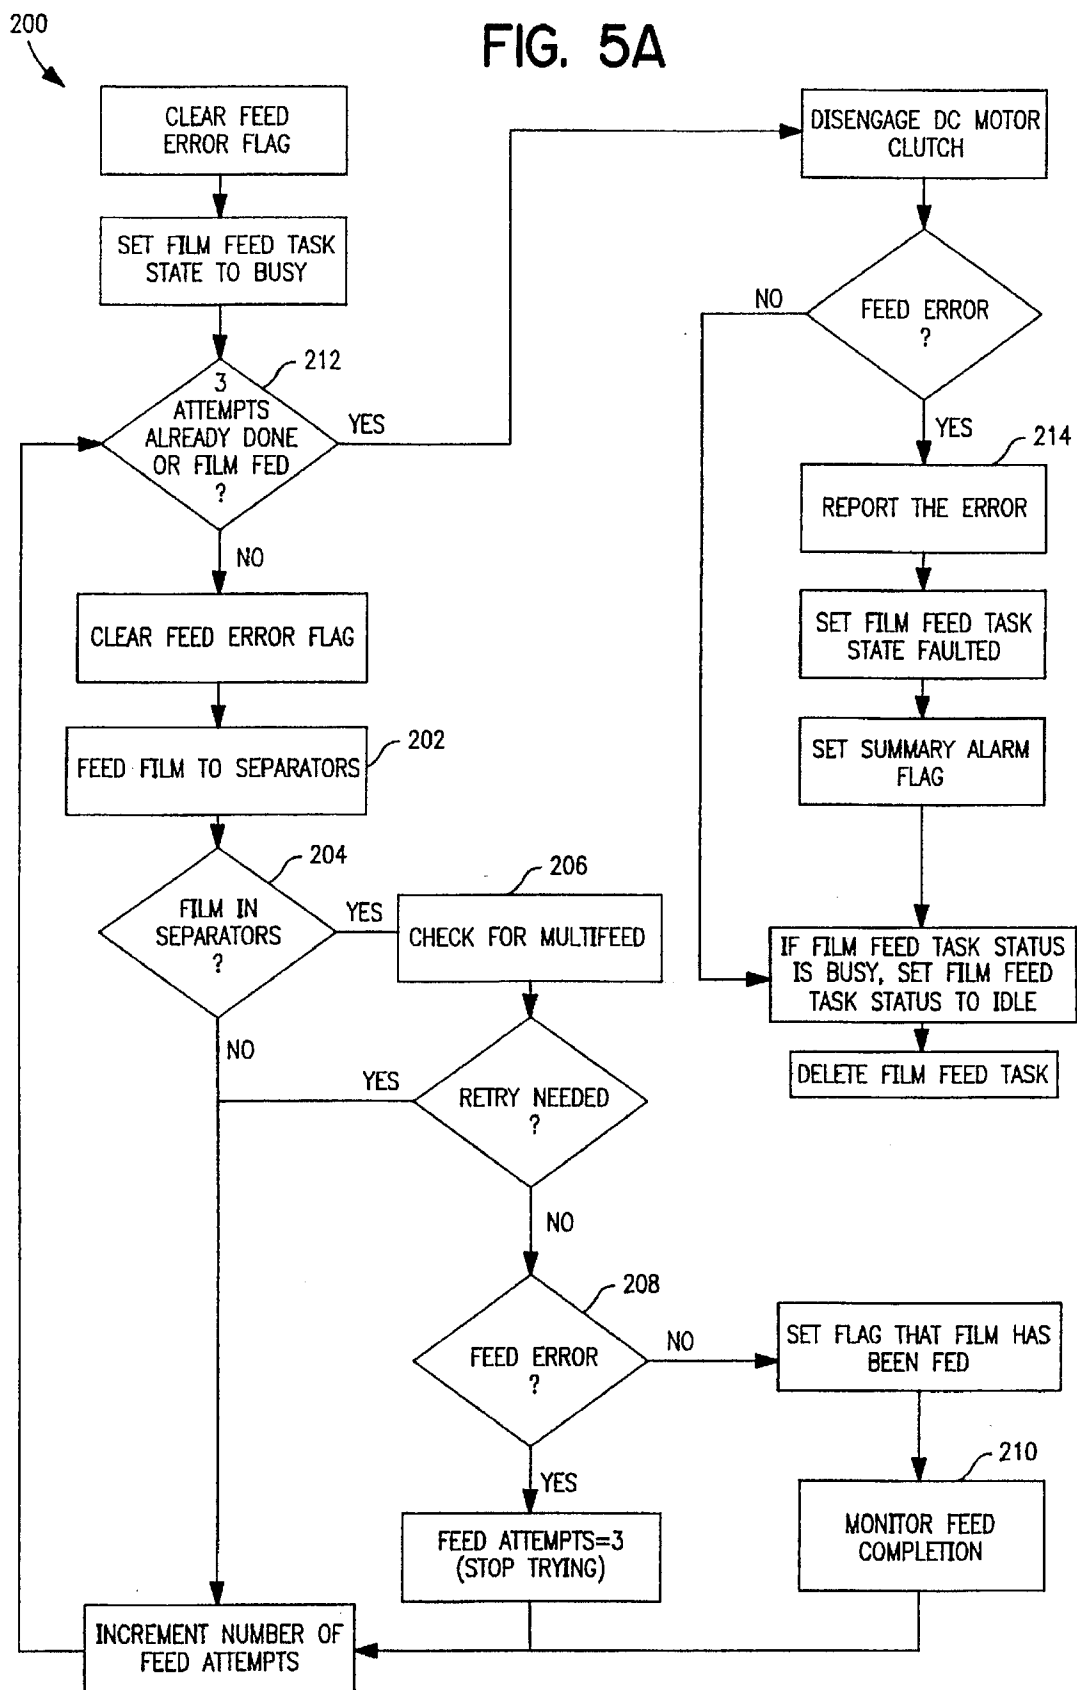 200
FIG. 5A
CLEAR FEED
ERROR FLAG
SET FILM FEED TASK
STATE TO BUSY
212
3
ATTEMPTS
ALREADY DONE
OR FILM FED
?
YES
NO
CLEAR FEED ERROR FLAG
FEED FILM TO SEPARATORS
202
204
FILM IN
SEPARATORS
?
YES
NO
206
CHECK FOR MULTIFEED
RETRY NEEDED
?
YES
NO
208
FEED ERROR
?
NO
YES
FEED ATTEMPTS=3
(STOP TRYING)
SET FLAG THAT FILM HAS
BEEN FED
210
MONITOR FEED
COMPLETION
INCREMENT NUMBER OF
FEED ATTEMPTS
DISENGAGE DC MOTOR
CLUTCH
FEED ERROR
?
NO
YES
214
REPORT THE ERROR
SET FILM FEED TASK
STATE FAULTED
SET SUMMARY ALARM
FLAG
IF FILM FEED TASK STATUS
IS BUSY, SET FILM FEED
TASK STATUS TO IDLE
DELETE FILM FEED TASK